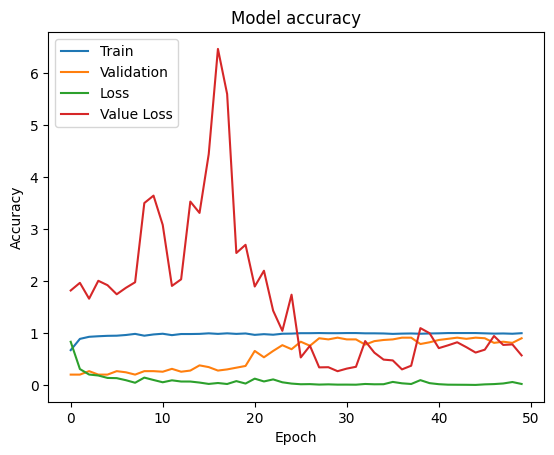 Model accuracy
Train
Validation
Loss
Value Loss
Accuracy
6
5
4
3
2
1
0
0 10 20 30 40 50
Epoch